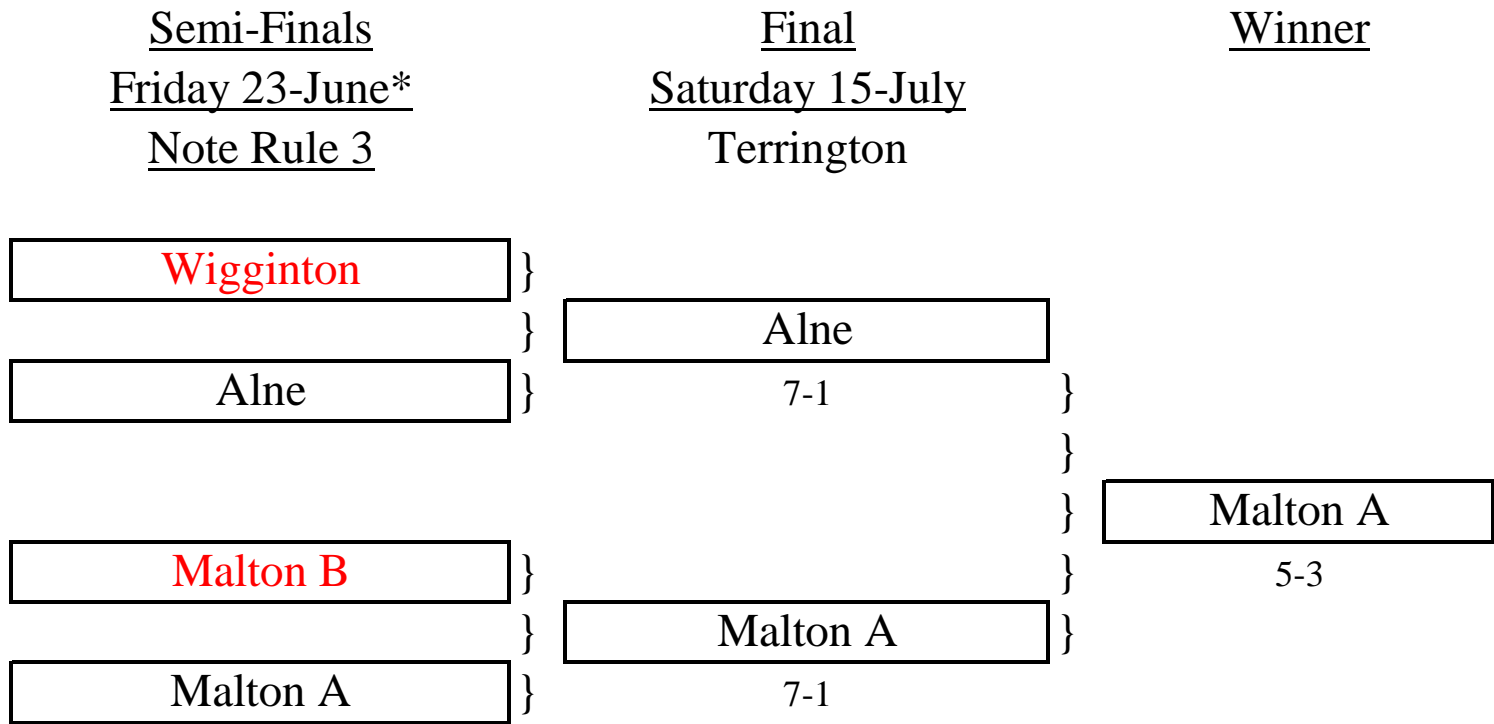 Semi-Finals Final Winner
Friday 23-June* Saturday 15-July
Note Rule 3 Terrington
Wigginton }
} Alne
Alne } 7-1 }
}
} Malton A
Malton B } } 5-3
} Malton A }
Malton A } 7-1